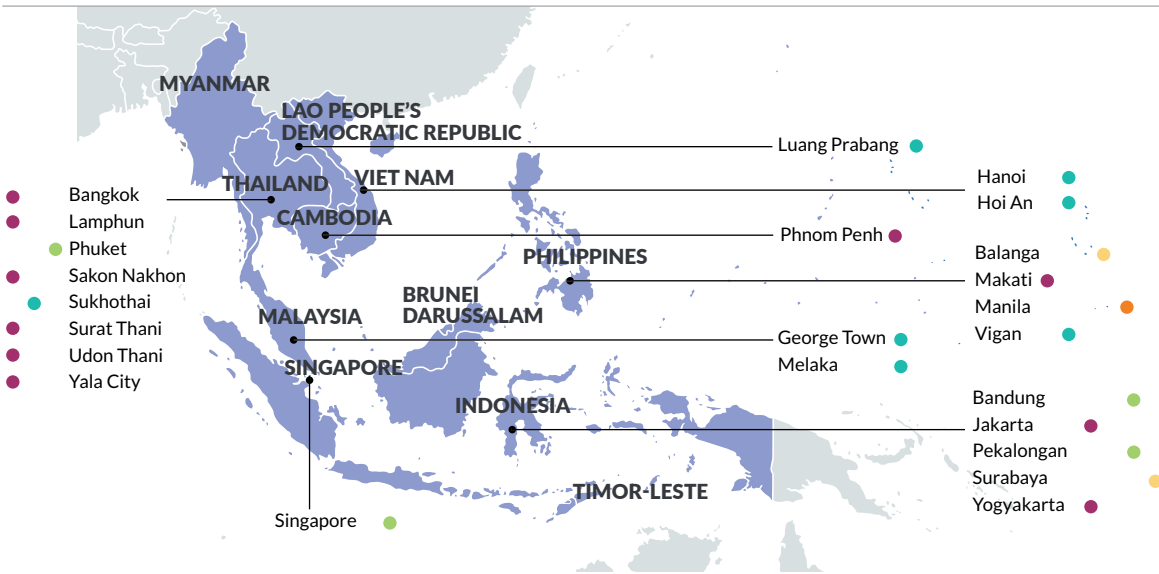 MYANMAR
LAO PEOPLE'S
DEMOCRATIC REPUBLIC
THAILAND
VIET NAM
CAMBODIA
PHILIPPINES
BRUNEI
DARUSSALAM
MALAYSIA
SINGAPORE
INDONESIA
TIMOR-LESTE
Bangkok
Lamphun
Phuket
Sakon Nakhon
Sukhothai
Surat Thani
Udon Thani
Yala City
Singapore
Luang Prabang
Phnom Penh
George Town
Melaka
Hanoi
Hoi An
Balanga
Makati
Manila
Vigan
Bandung
Jakarta
Pekalongan
Surabaya
Yogyakarta